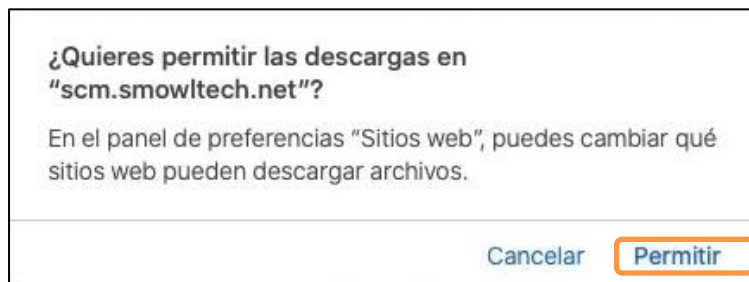 ¿Quieres permitir las descargas en
"scm.smowltech.net"?
En el panel de preferencias “Sitios web”, puedes cambiar qué
sitios web pueden descargar archivos.
Cancelar Permitir